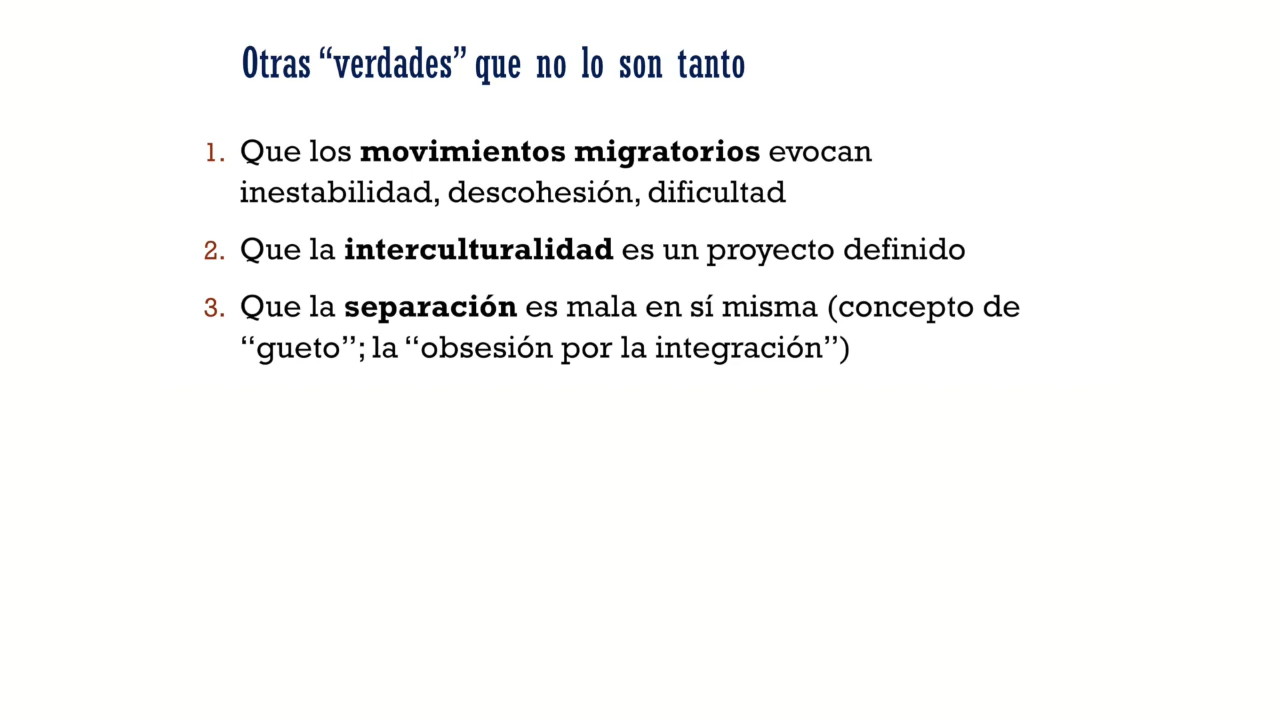 Otras “verdades” que no lo son tanto
1. Que los movimientos migratorios evocan
inestabilidad, descohesión, dificultad
2. Que la interculturalidad es un proyecto definido
3. Que la separación es mala en sí misma (concepto de
“gueto”; la “obsesión por la integración”)